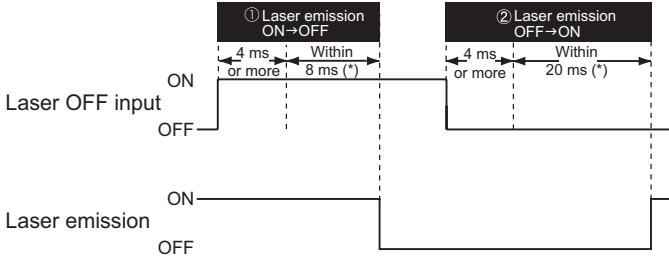 ① Laser emission
ON→OFF
② Laser emission
OFF→ON
4 ms
or more
Within
8 ms (*)
4 ms
or more
Within
20 ms (*)
ON
Laser OFF input
OFF
ON
Laser emission
OFF